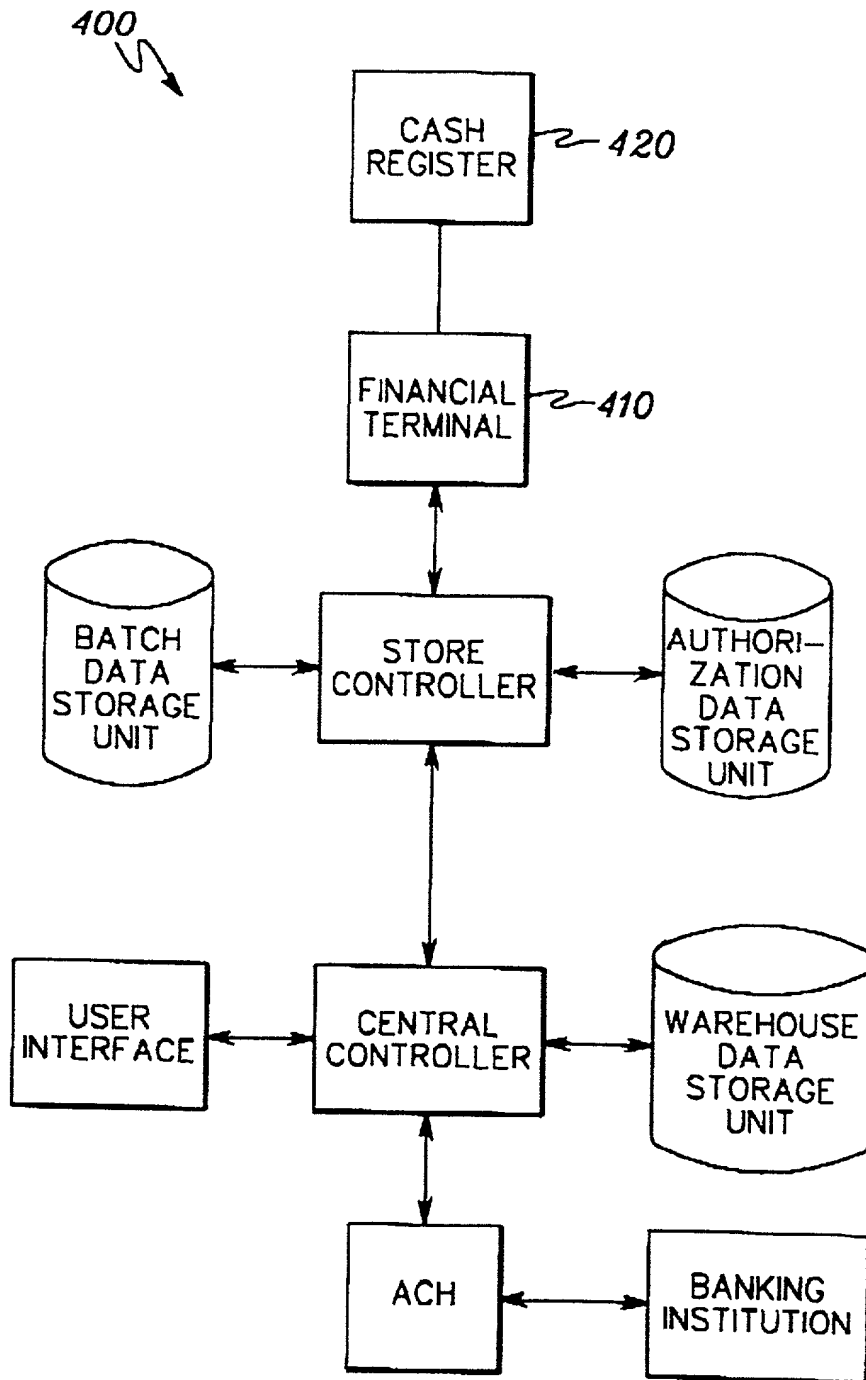 400
CASH
REGISTER
420
FINANCIAL
TERMINAL
410
BATCH
DATA
STORAGE
UNIT
STORE
CONTROLLER
AUTHORI-
ZATION
DATA
STORAGE
UNIT
USER
INTERFACE
CENTRAL
CONTROLLER
WAREHOUSE
DATA
STORAGE
UNIT
ACH
BANKING
INSTITUTION